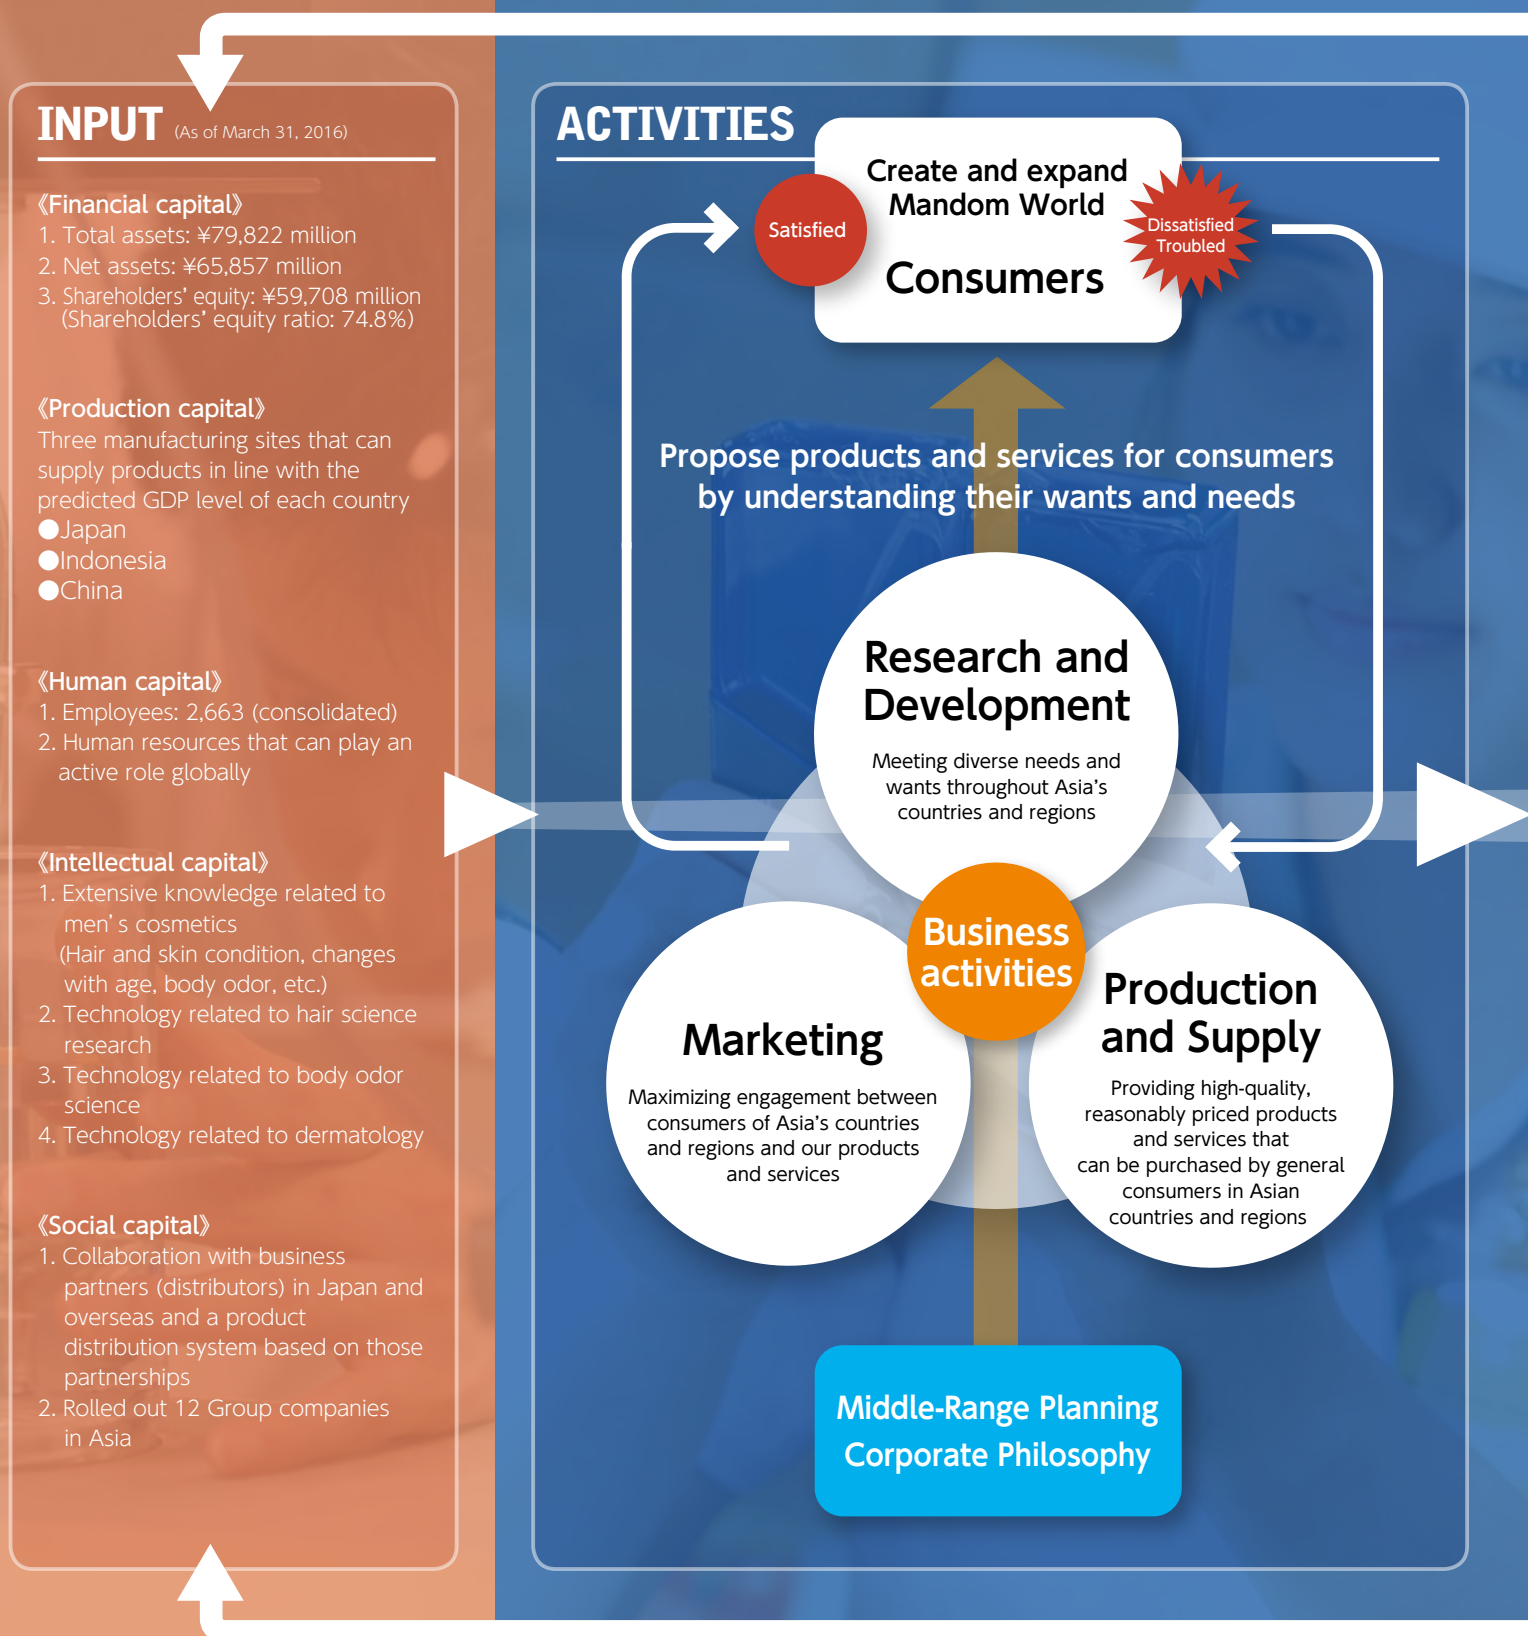 INPUT (As of March 31, 2016)
《Financial capital》
1. Total assets: ¥79,822 million
2. Net assets: ¥65,857 million
3. Shareholders' equity: ¥59,708 million
(Shareholders' equity ratio: 74.8%)
《Production capital》
Three manufacturing sites that can
supply products in line with the
predicted GDP level of each country
●Japan
●Indonesia
●China
《Human capital》
1. Employees: 2,663 (consolidated)
2. Human resources that can play an
active role globally
《Intellectual capital》
1. Extensive knowledge related to
men's cosmetics
(Hair and skin condition, changes
with age, body odor, etc.)
2. Technology related to hair science
research
3. Technology related to body odor
science
4. Technology related to dermatology
《Social capital》
1. Collaboration with business
partners (distributors) in Japan and
overseas and a product
distribution system based on those
partnerships
2. Rolled out 12 Group companies
in Asia
ACTIVITIES
Create and expand
Mandom World
Consumers
Satisfied
Dissatisfied
Troubled
Propose products and services for consumers
by understanding their wants and needs
Research and
Development
Meeting diverse needs and
wants throughout Asia's
countries and regions
Business
activities
Marketing
Maximizing engagement between
consumers of Asia's countries
and regions and our products
and services
Production
and Supply
Providing high-quality,
reasonably priced products
and services that
can be purchased by general
consumers in Asian
countries and regions
Middle-Range Planning
Corporate Philosophy